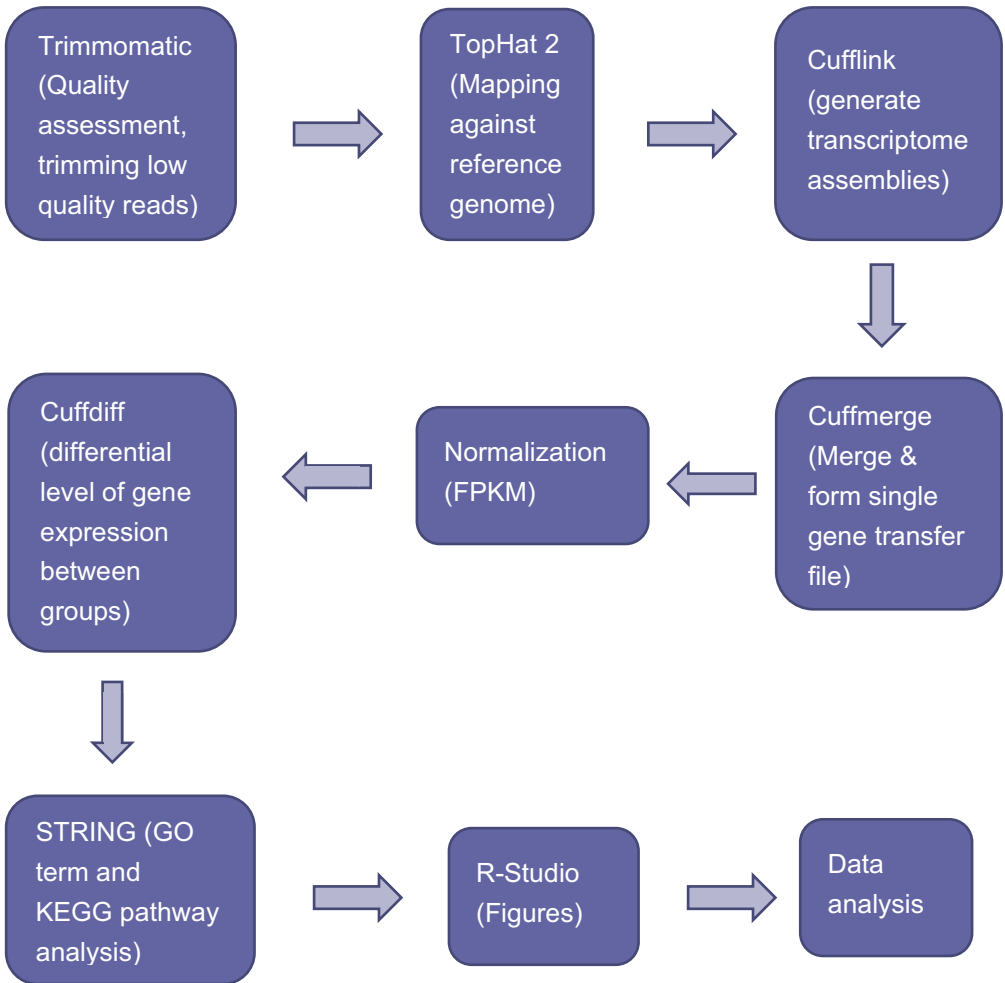 Trimmomatic
(Quality
assessment,
trimming low
quality reads)
TopHat 2
(Mapping
against
reference
genome)
Cufflink
(generate
transcriptome
assemblies)
Cuffmerge
(Merge &
form single
gene transfer
file)
Normalization
(FPKM)
Cuffdiff
(differential
level of gene
expression
between
groups)
STRING (GO
term and
KEGG pathway
analysis)
R-Studio
(Figures)
Data
analysis